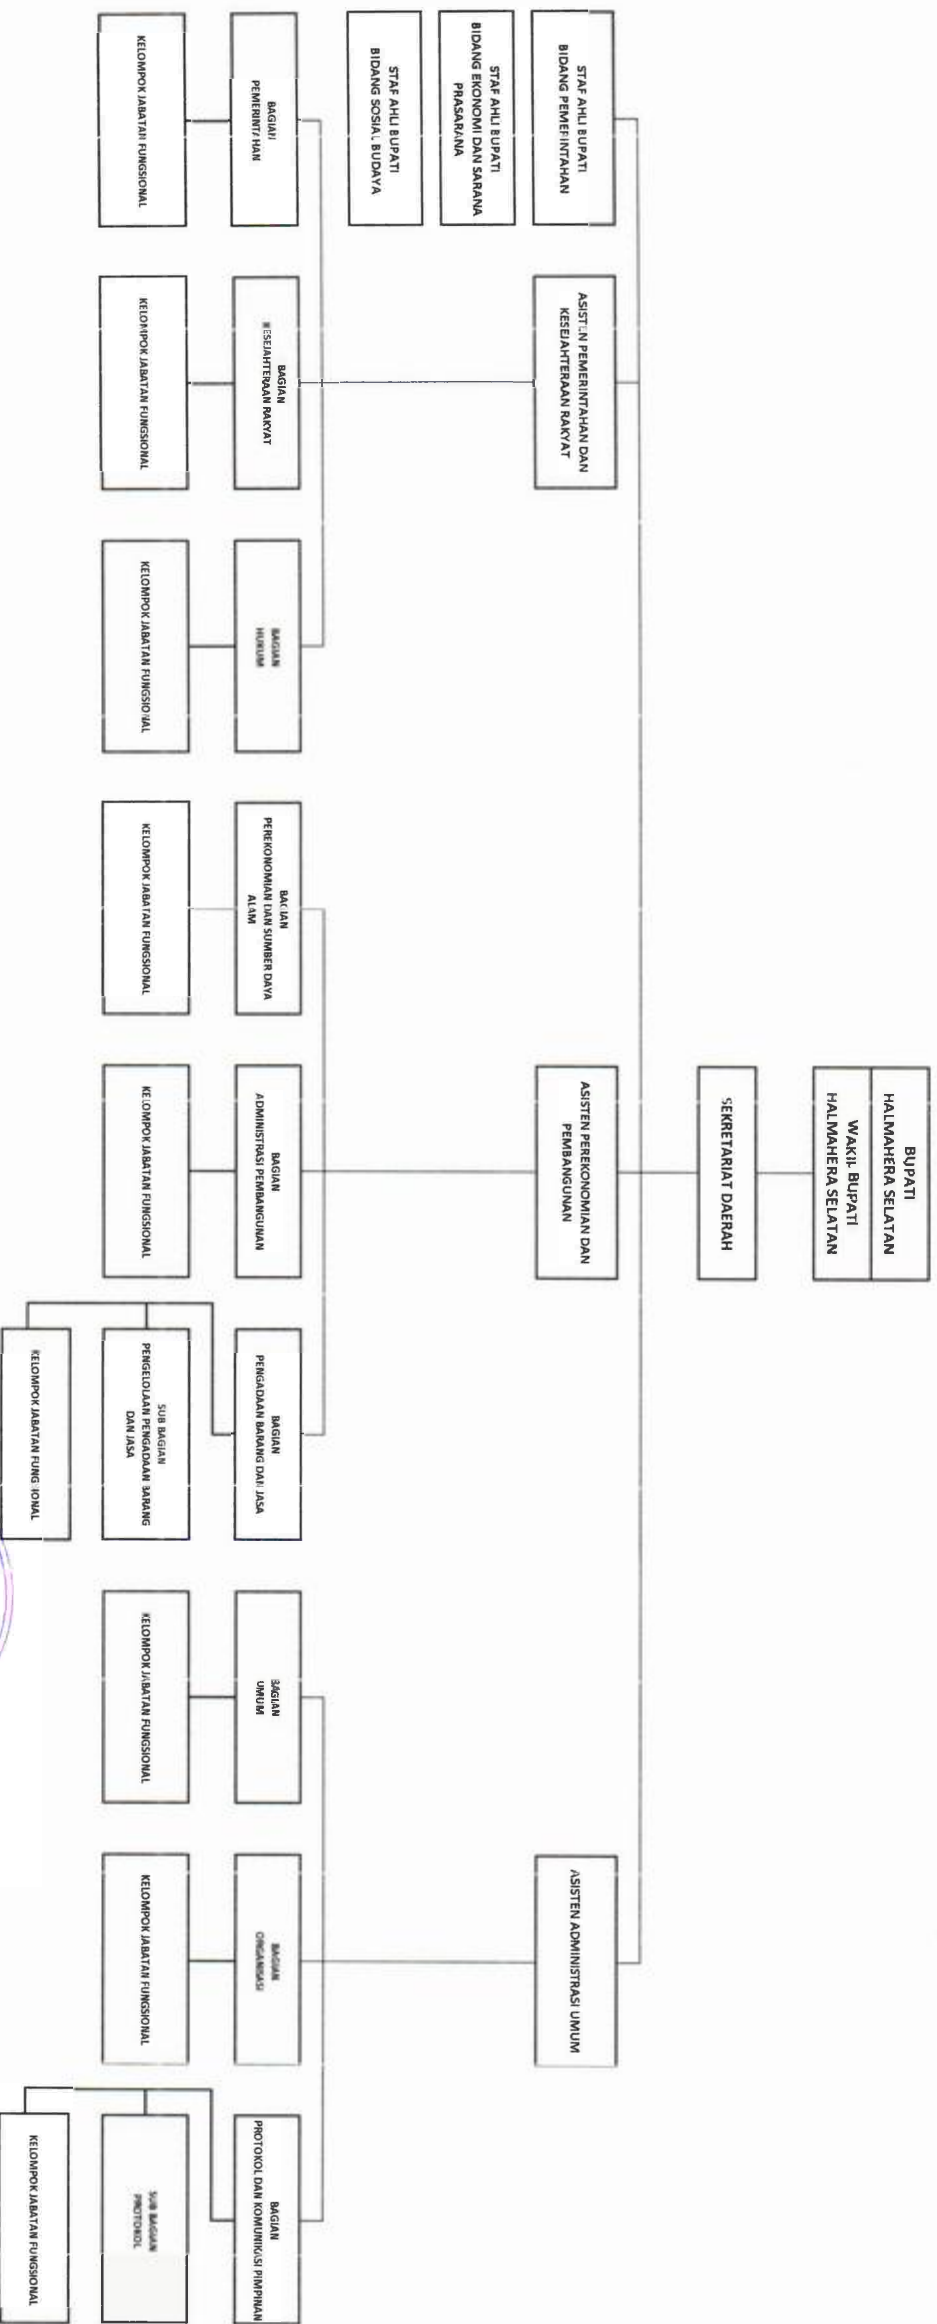 BUPATI
HALMAHERA SELATAN
WAKIL BUPATI
HALMAHERA SELATAN
SEKRETARIAT DAERAH
STAF AHLI BUPATI
BIDANG PEMERINTAHAN
STAF AHLI BUPATI
BIDANG EKONOMI DAN SARANA
PRASARANA
STAF AHLI BUPATI
BIDANG SOSIAL BUDAYA
ASISTEN PEMERINTAHAN DAN
KESEJAHTERAAN RAKYAT
ASISTEN PEREKONOMIAN DAN
PEMBANGUNAN
ASISTEN ADMINISTRASI UMUM
BAGIAN
PEMERINTAHAN
BAGIAN
KESEJAHTERAAN RAKYAT
BAGIAN
HUKUM
BAGIAN
PEREKONOMIAN DAN SUMBER DAYA
ALAM
BAGIAN
ADMINISTRASI PEMBANGUNAN
BAGIAN
PENGADAAN BARANG DAN JASA
BAGIAN
UMUM
BAGIAN
ORGANISASI
BAGIAN
PROTOKOL DAN KOMUNIKASI PIMPINAN
KELOMPOK JABATAN FUNGSIONAL
KELOMPOK JABATAN FUNGSIONAL
KELOMPOK JABATAN FUNGSIONAL
KELOMPOK JABATAN FUNGSIONAL
KELOMPOK JABATAN FUNGSIONAL
SUB BAGIAN
PENGELOLAAN PENGADAAN BARANG
DAN JASA
KELOMPOK JABATAN FUNGSIONAL
KELOMPOK JABATAN FUNGSIONAL
SUB BAGIAN
PROTOKOL
KELOMPOK JABATAN FUNGSIONAL
KELOMPOK JABATAN FUNGSIONAL